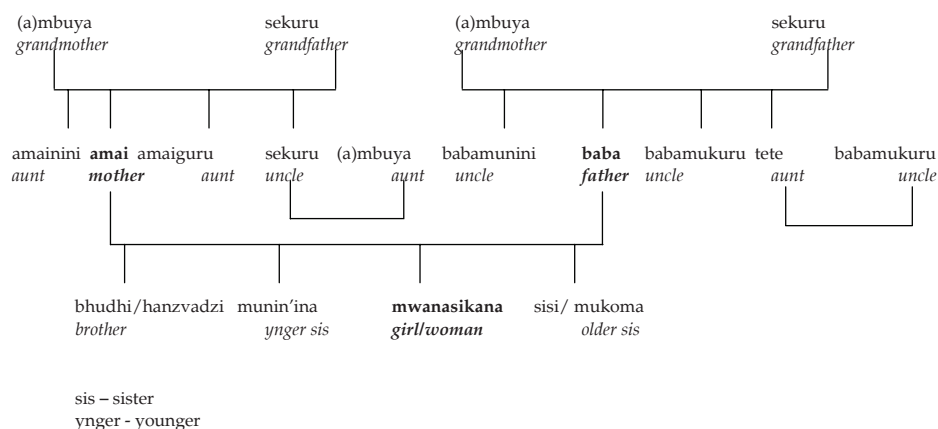 (a)mbuya sekuru (a)mbuya sekuru
grandmother grandfather grandmother grandfather
amainini amai amaiguru sekuru (a)mbuya babamunini baba babamukuru tete babamukuru
aunt mother aunt uncle aunt uncle father uncle aunt uncle
bhudhi/hanzvadzi munin'ina mwanasikana sisi/ mukoma
brother ynger sis girl/woman older sis
sis – sister
ynger - younger